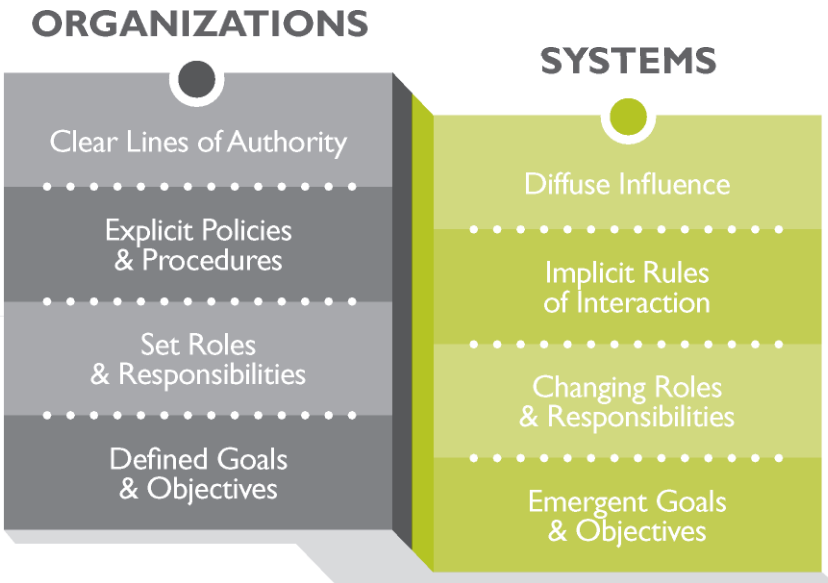 ORGANIZATIONS
Clear Lines of Authority
Explicit Policies
& Procedures
Set Roles
& Responsibilities
Defined Goals
& Objectives
SYSTEMS
Diffuse Influence
Implicit Rules
of Interaction
Changing Roles
& Responsibilities
Emergent Goals
& Objectives